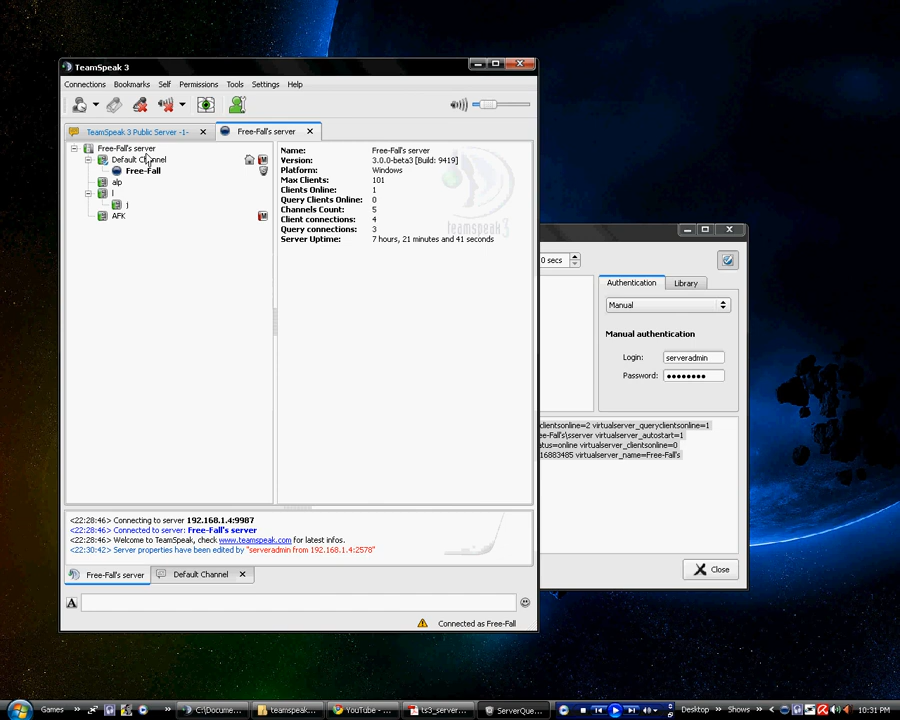 TeamSpeak 3
Connections Bookmarks Self Permissions Tools Settings Help
TeamSpeak 3 Public Server -1-
Free-Fall's server
Free-Fall's server
Default Channel
Free-Fall
alp
l
j
AFK
Name: Free-Fall's server
Version: 3.0.0-beta3 [Build: 9419]
Platform: Windows
Max Clients: 101
Clients Online: 1
Query Clients Online: 0
Channels Count: 5
Client connections: 4
Query connections: 3
Server Uptime: 7 hours, 21 minutes and 41 seconds
teamspeak 3
0 secs
Authentication Library
Manual
Manual authentication
Login: serveradmin
Password: ••••••••
clientsonline=2 virtualserver_queryclientsonline=1
ee-Fall's\sserver virtualserver_autostart=1
atus=online virtualserver_clientsonline=0
16883485 virtualserver_name=Free-Fall's
Close
<22:28:46> Connecting to server 192.168.1.4:9987
<22:28:46> Connected to server: Free-Fall's server
<22:28:46> Welcome to TeamSpeak, check www.teamspeak.com for latest infos.
<22:30:42> Server properties have been edited by "serveradmin from 192.168.1.4:2578"
Free-Fall's server Default Channel
A
Connected as Free-Fall
Games » » C:\Docume... teamspeak... YouTube - ... ts3_server... ServerQue... Desktop » Shows » 10:31 PM